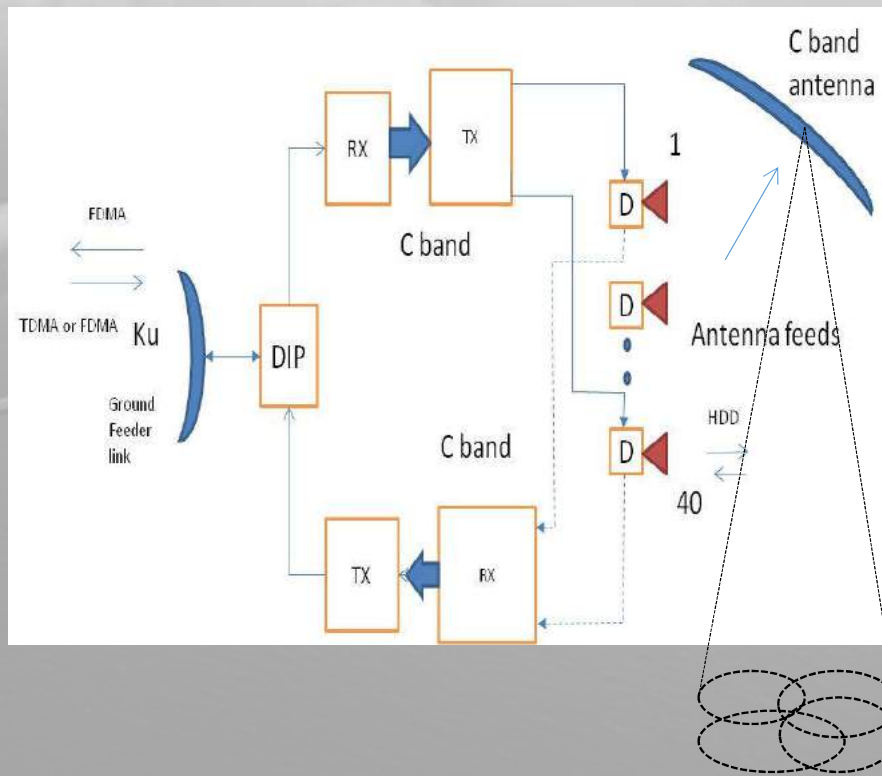 C band
antenna
RX
TX
1
D
C band
FDMA
TDMA or FDMA
Ku
DIP
D
Antenna feeds
Ground
Feeder
link
C band
D
HDD
40
TX
RX